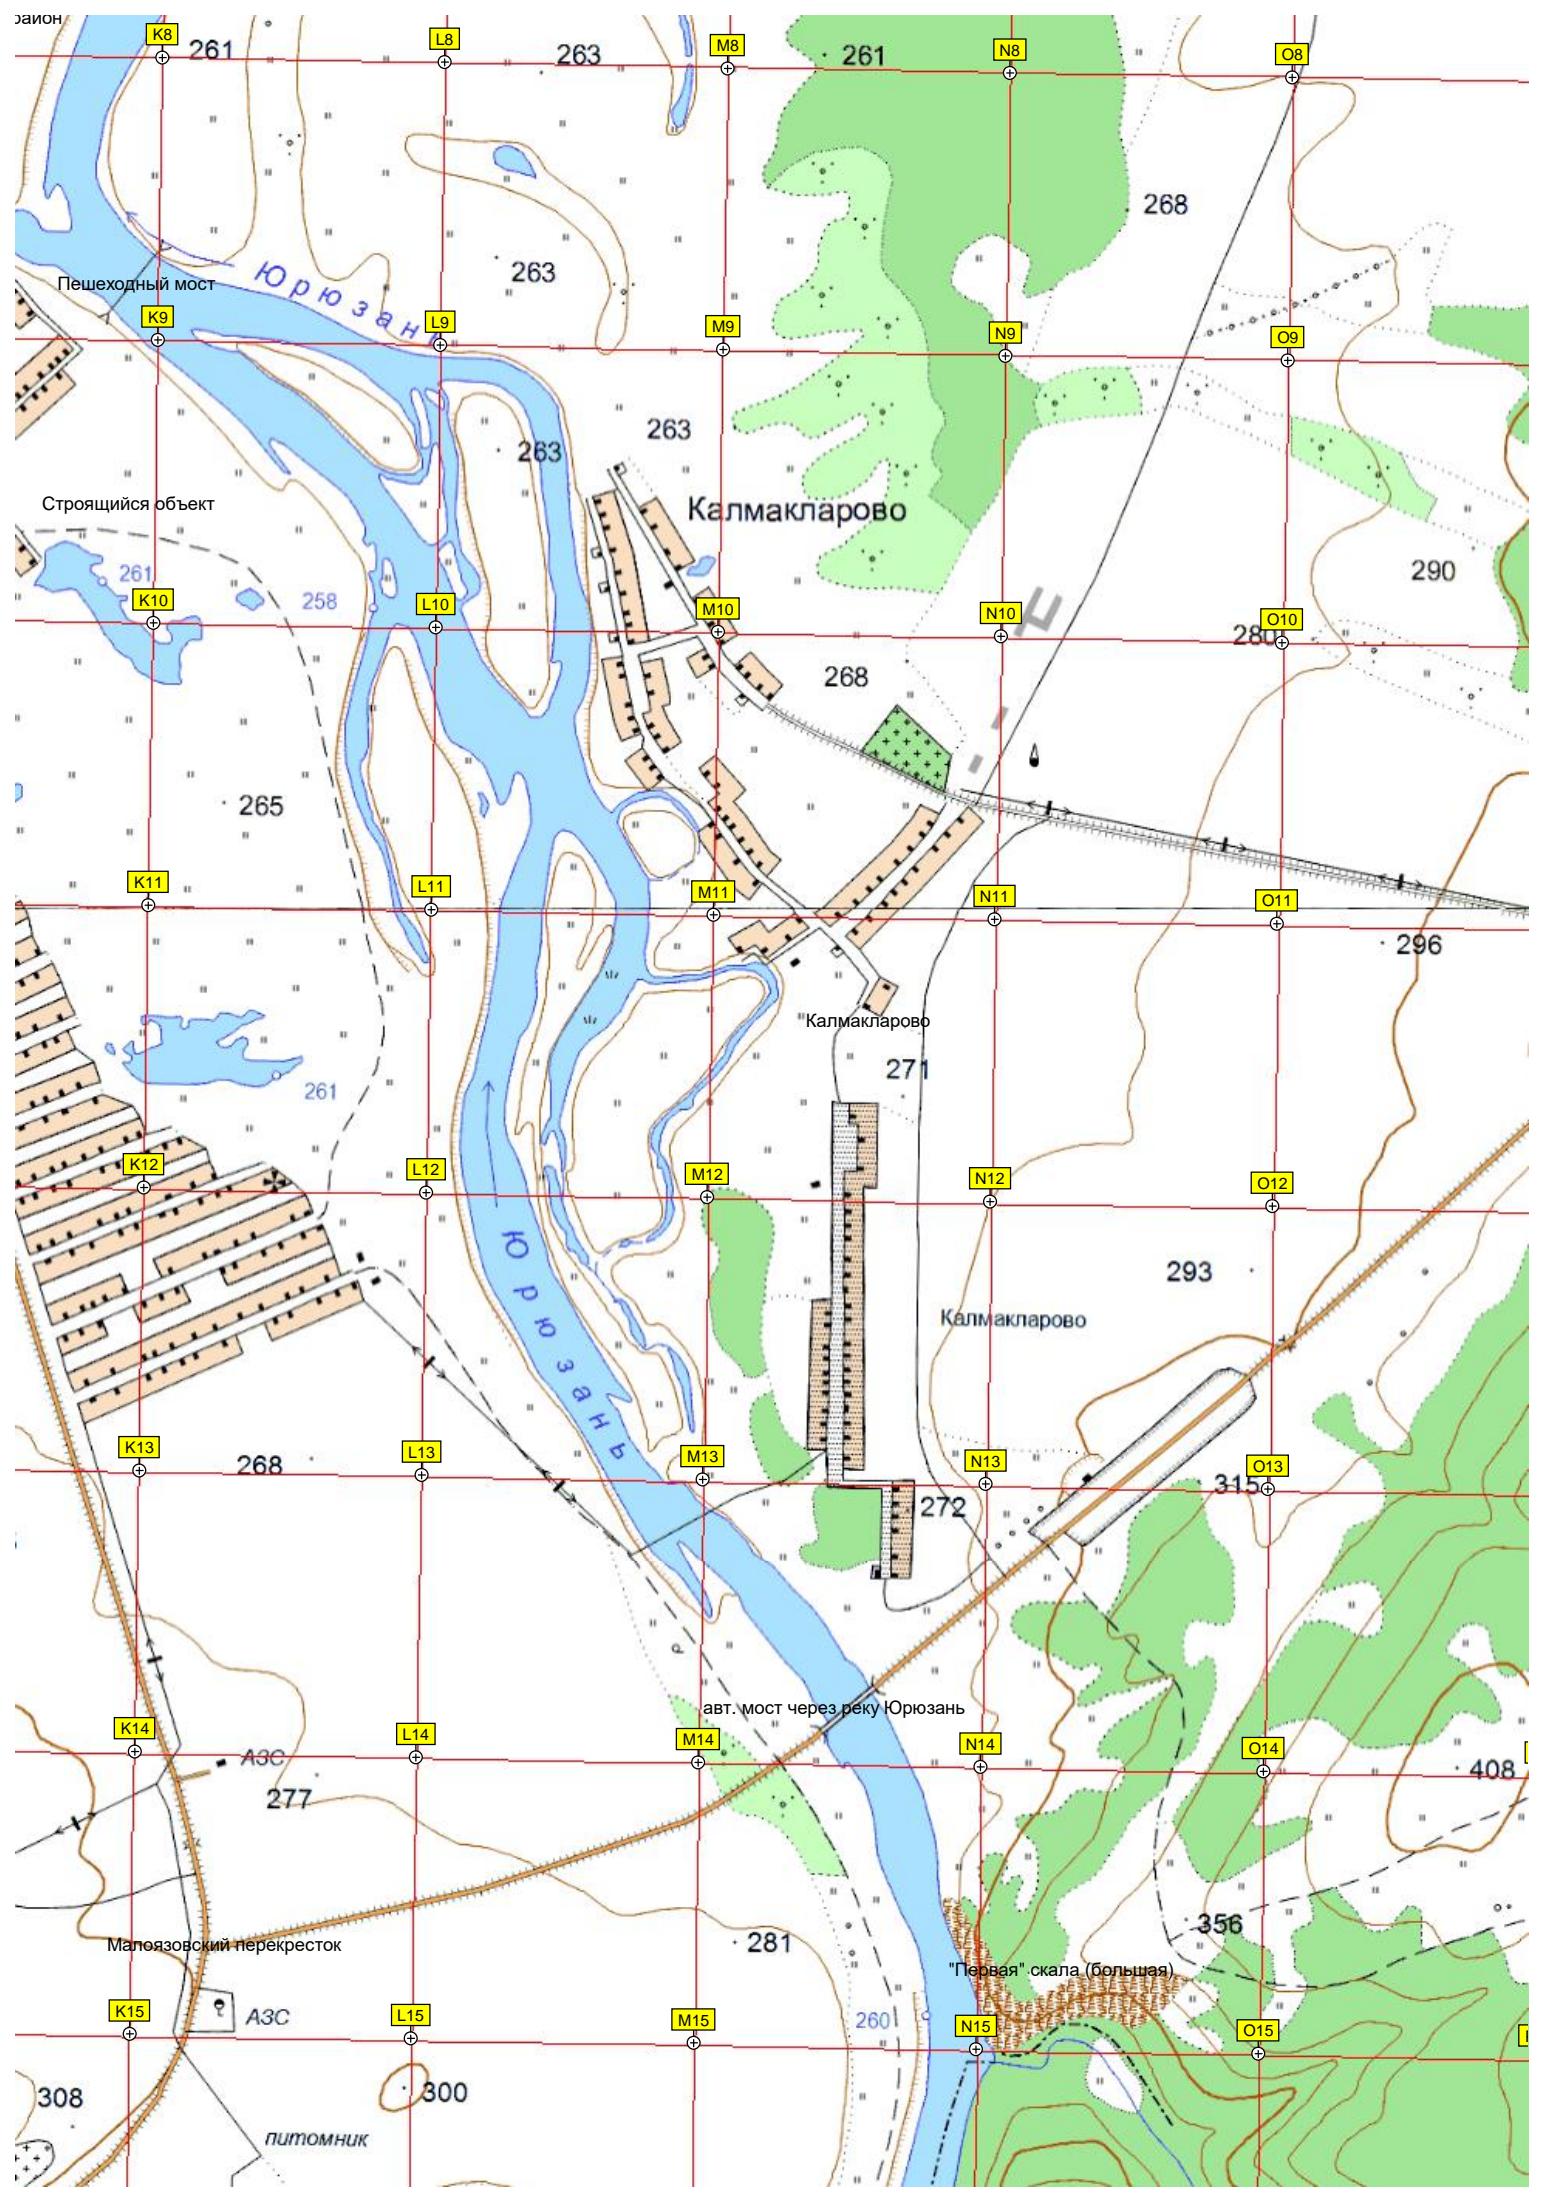 район
K8
261
L8
263
M8
261
N8
O8
268
263
Пешеходный мост
Юрюзань
K9
L9
M9
N9
O9
263
263
Строящийся объект
Калмакларово
261
258
290
K10
L10
M10
N10
O10
280
268
265
K11
L11
M11
N11
O11
296
Калмакларово
271
261
K12
L12
M12
N12
O12
Юрюзань
293
Калмакларово
K13
268
L13
M13
N13
O13
315
272
авт. мост через реку Юрюзань
K14
АЗС
L14
M14
N14
O14
408
277
356
281
Малоязовский перекресток
"Первая" скала (большая)
K15
АЗС
L15
M15
260
N15
O15
308
300
питомник